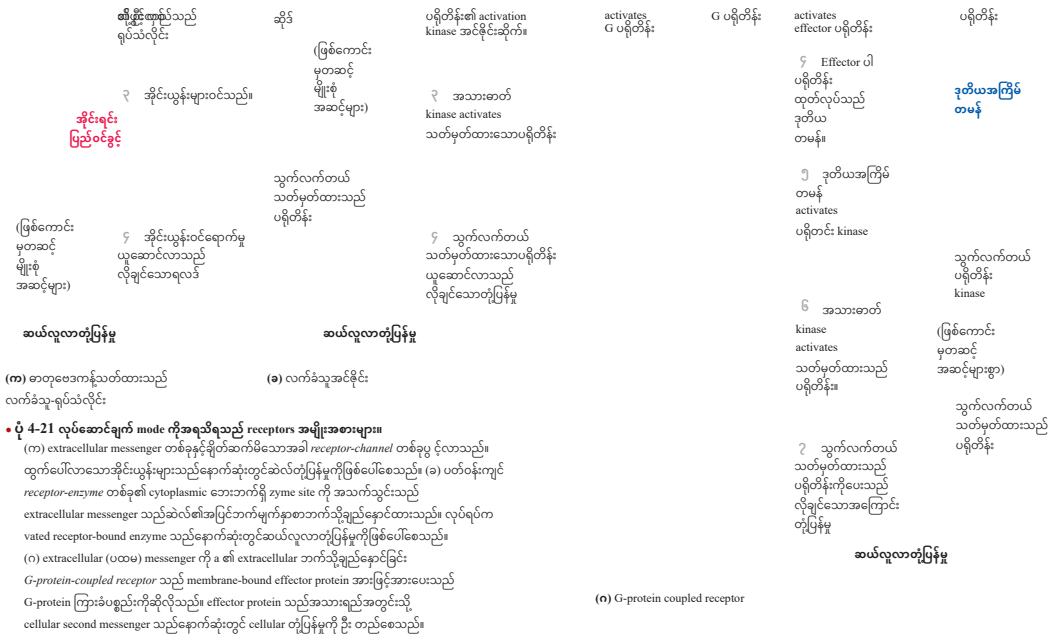 ရုပ်သံလိုင်း
ဆိုဒ်
(ဖြစ်ကောင်း
မှတဆင့်
မျိုးစုံ
အဆင့်များ)
ပရိုတိန်း၏ activation
kinase အင်ဇိုင်းဆိုက်။
activates
G ပရိုတိန်း
G ပရိုတိန်း
activates
effector ပရိုတိန်း
ပရိုတိန်း
၃ အိုင်းယွန်းများဝင်သည်။
အိုင်းရင်း
ပြည်ဝင်ခွင့်
၃ အသားဓာတ်
kinase activates
သတ်မှတ်ထားသောပရိုတိန်း
၄ Effector ပါ
ပရိုတိန်း
ထုတ်လုပ်သည်
ဒုတိယ
တမန်။
ဒုတိယအကြိမ်
တမန်
သွက်လက်တယ်
သတ်မှတ်ထားသည်
ပရိုတိန်း
၅ ဒုတိယအကြိမ်
တမန်
activates
ပရိုတင်း kinase
(ဖြစ်ကောင်း
မှတဆင့်
မျိုးစုံ
အဆင့်များ)
၄ အိုင်းယွန်းဝင်ရောက်မှု
ယူဆောင်လာသည်
လိုချင်သောရလဒ်
၄ သွက်လက်တယ်
သတ်မှတ်ထားသောပရိုတိန်း
ယူဆောင်လာသည်
လိုချင်သောတုံ့ပြန်မှု
သွက်လက်တယ်
ပရိုတိန်း
kinase
ဆယ်လူလာတုံ့ပြန်မှု
ဆယ်လူလာတုံ့ပြန်မှု
၆ အသားဓာတ်
kinase
activates
သတ်မှတ်ထားသည်
ပရိုတိန်း။
(ဖြစ်ကောင်း
မှတဆင့်
အဆင့်များစွာ)
(က) ဓာတုဗေဒကန့်သတ်ထားသည်
လက်ခံသူ-ရုပ်သံလိုင်း
(ခ) လက်ခံသူအင်ဇိုင်း
သွက်လက်တယ်
သတ်မှတ်ထားသည်
ပရိုတိန်း
၇ သွက်လက်တယ်
သတ်မှတ်ထားသည်
ပရိုတိန်းကိုပေးသည်
လိုချင်သောအကြောင်း
တုံ့ပြန်မှု
ဆယ်လူလာတုံ့ပြန်မှု
(ဂ) G-protein coupled receptor
• ပုံ 4-21 လုပ်ဆောင်ချက် mode ကိုအရသိရသည် receptors အမျိုးအစားများ။
(က) extracellular messenger တစ်ခုနှင့်ချိတ်ဆက်မိသောအခါ receptor-channel တစ်ခုပွ င့်လာသည်။
ထွက်ပေါ်လာသောအိုင်းယွန်းများသည်နောက်ဆုံးတွင်ဆဲလ်တုံ့ပြန်မှုကိုဖြစ်ပေါ်စေသည်။ (ခ) ပတ်ဝန်းကျင်
receptor-enzyme တစ်ခု၏ cytoplasmic ဘေးဘက်ရှိ zyme site ကို အသက်သွင်းသည်
extracellular messenger သည်ဆဲလ်၏အပြင်ဘက်မျက်နှာစာဘက်သို့ချည်နှောင်ထားသည်။ လုပ်ရပ်က
vated receptor-bound enzyme သည်နောက်ဆုံးတွင်ဆယ်လူလာတုံ့ပြန်မှုကိုဖြစ်ပေါ်စေသည်။
(ဂ) extracellular (ပထမ) messenger ကို a ၏ extracellular ဘက်သို့ချည်နှောင်ခြင်း
G-protein-coupled receptor သည် membrane-bound effector protein အားဖြင့်အားပေးသည်
G-protein ကြားခံပစ္စည်းကိုဆိုလိုသည်။ effector protein သည်အသားရည်အတွင်းသို့
cellular second messenger သည်နောက်ဆုံးတွင် cellular တုံ့ပြန်မှုကို ဦး တည်စေသည်။